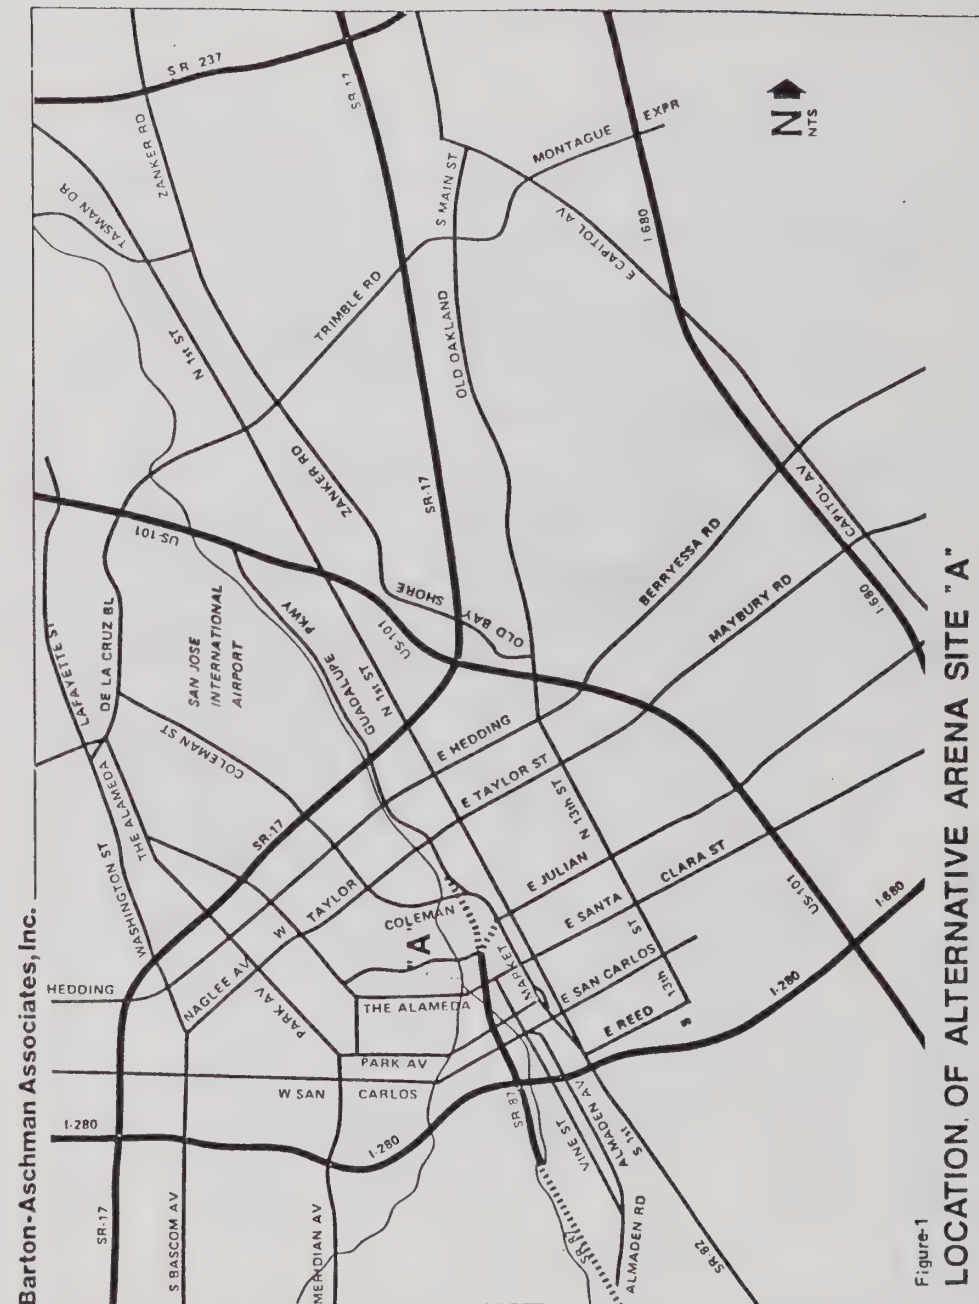 Barton-Aschman Associates, Inc.
SR 237
ZANKER RD
TASMAN DR
SR 17
N
NTS
N 1st ST
TRIMBLE RD
S MAIN ST
MONTAGUE EXPR
E CAPITOL AV
I 680
OLD OAKLAND
ZANKER RD
SR-17
US-101
LAFAYETTE ST
DE LA CRUZ BL
SAN JOSE
INTERNATIONAL
AIRPORT
COLEMAN ST
GUADALUPE PKWY
N 1st ST
US-101
OLD BAY SHORE
BERRYESSA RD
MAYBURY RD
CAPITOL AV
I-680
THE ALAMEDA
WASHINGTON ST
SR-17
E HEDDING
E TAYLOR ST
N 13th ST
E JULIAN
E SANTA CLARA ST
US-101
I-680
HEDDING
NAGLEE AV
W TAYLOR
PARK AV
COLEMAN
"A"
THE ALAMEDA
MARKET
E SAN CARLOS
S 13th ST
E REED
I-280
PARK AV
W SAN CARLOS
I-280
I-280
SR 87
VINE ST
ALMADEN AV
S 1st
SR-17
S BASCOM AV
MERIDIAN AV
ALMADEN RD
SR-82
Figure-1
LOCATION OF ALTERNATIVE ARENA SITE "A"